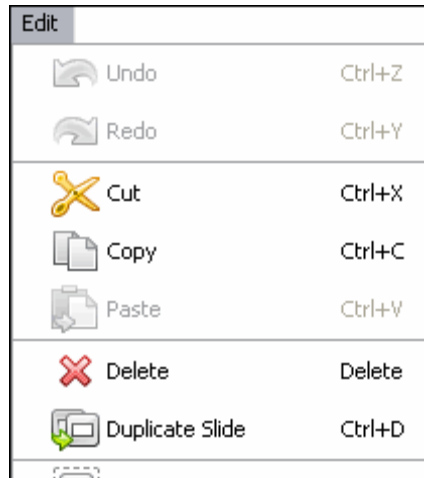 Edit
Undo Ctrl+Z
Redo Ctrl+Y
Cut Ctrl+X
Copy Ctrl+C
Paste Ctrl+V
Delete Delete
Duplicate Slide Ctrl+D